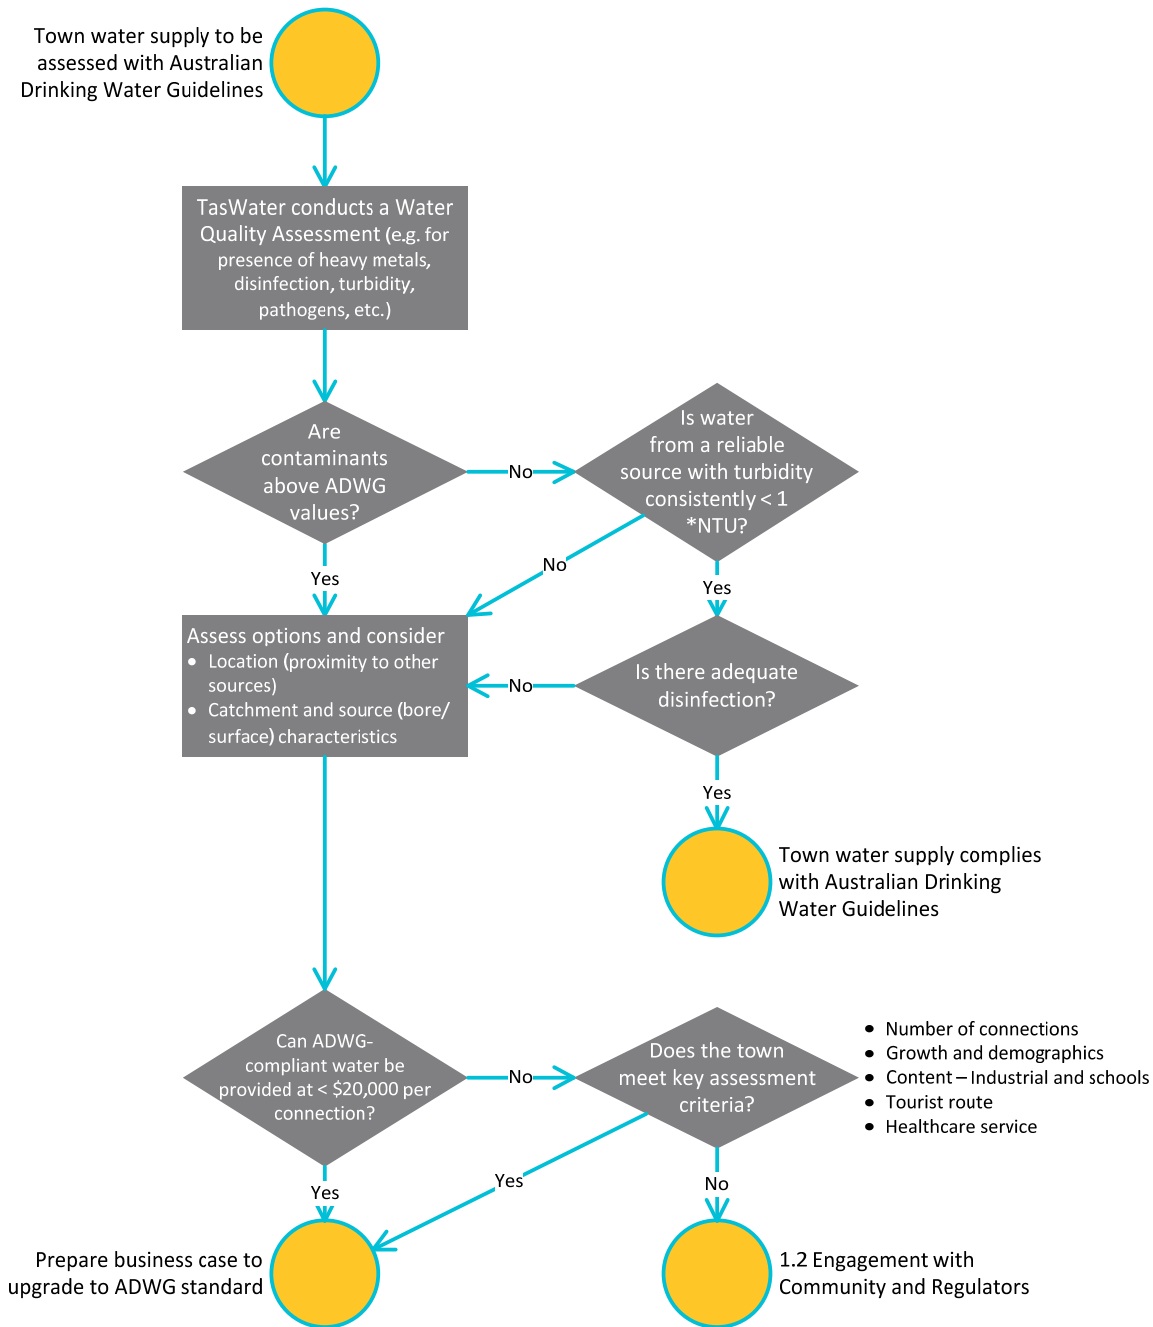 Town water supply to be
assessed with Australian
Drinking Water Guidelines
TasWater conducts a Water
Quality Assessment (e.g. for
presence of heavy metals,
disinfection, turbidity,
pathogens, etc.)
Are
contaminants
above ADWG
values?
No
Is water
from a reliable
source with turbidity
consistently < 1
*NTU?
No
Yes
Yes
Assess options and consider
• Location (proximity to other
sources)
• Catchment and source (bore/
surface) characteristics
No
Is there adequate
disinfection?
Yes
Town water supply complies
with Australian Drinking
Water Guidelines
Can ADWG-
compliant water be
provided at < $20,000 per
connection?
No
Does the town
meet key assessment
criteria?
• Number of connections
• Growth and demographics
• Content – Industrial and schools
• Tourist route
• Healthcare service
Yes
Yes
No
Prepare business case to
upgrade to ADWG standard
1.2 Engagement with
Community and Regulators